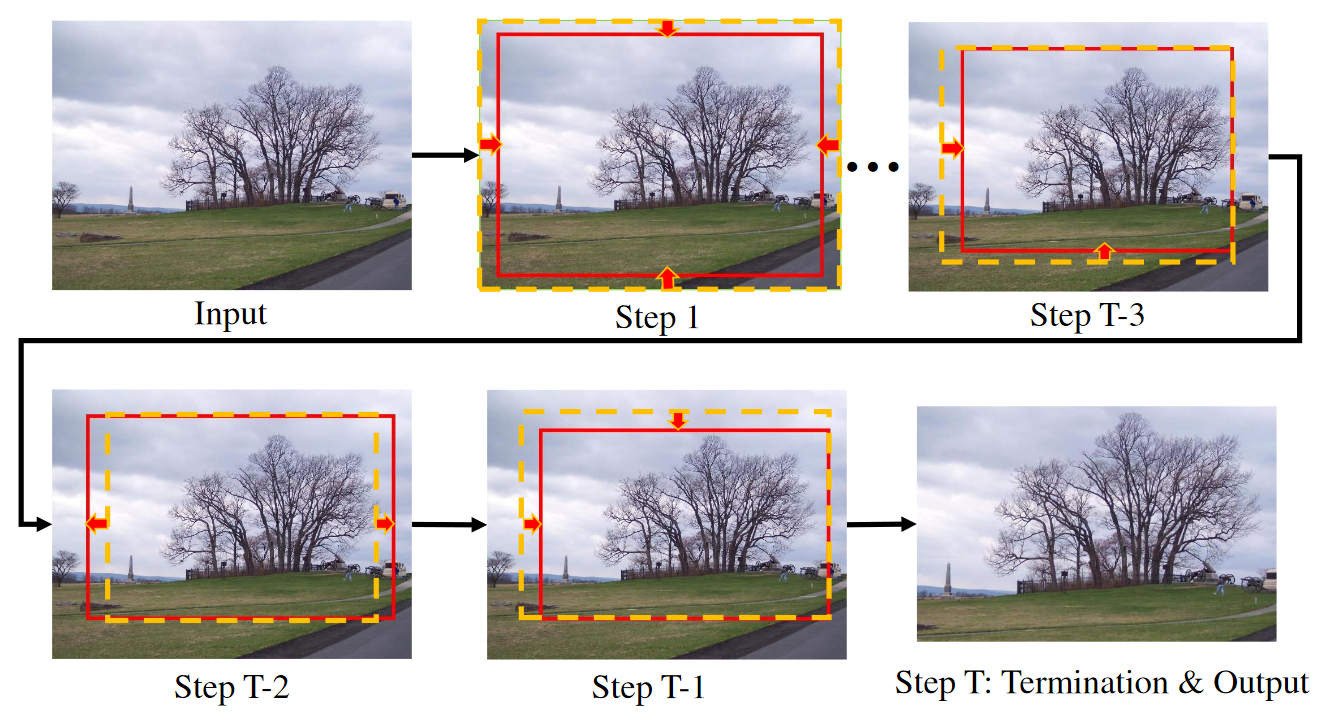 Input
Step 1
Step T-3
Step T-2
Step T-1
Step T: Termination & Output